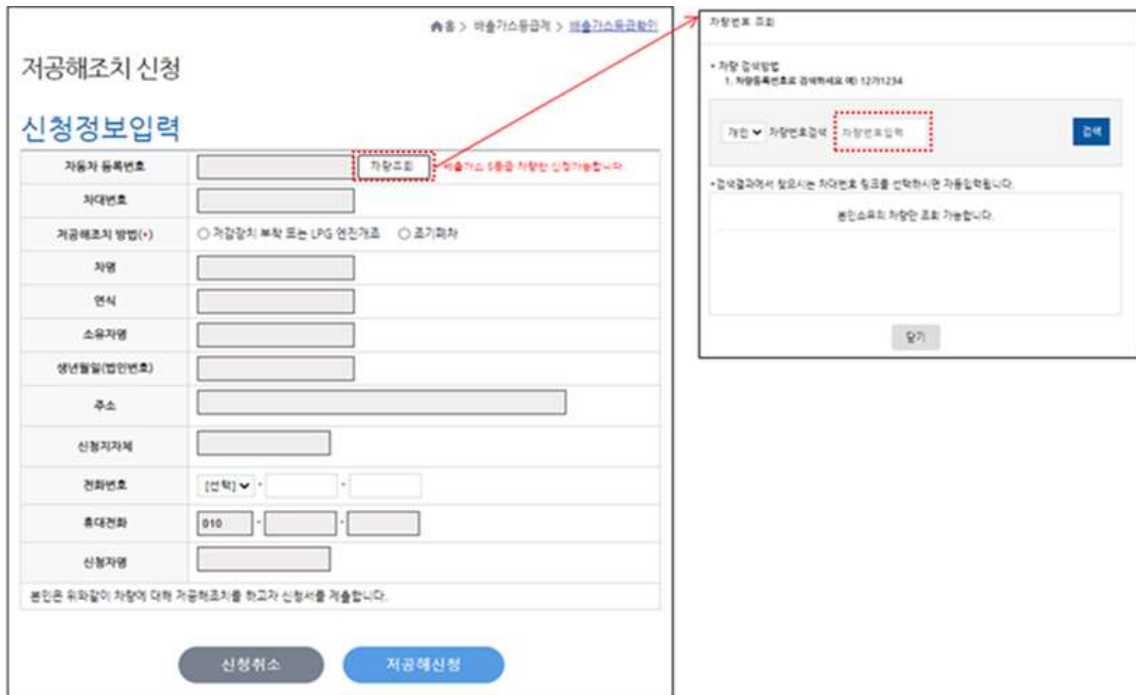 홈 > 배출가스등급제 > 배출가스등급확인
저공해조치 신청
신청정보입력
자동차 등록번호
차량조회
배출가스 5등급 차량만 신청가능합니다.
차대번호
저공해조치 방법(*)
저감장치 부착 또는 LPG 엔진개조
조기폐차
차명
연식
소유자명
생년월일(법인번호)
주소
신청지자체
전화번호
[선택] - -
휴대전화
010 - -
신청자명
본인은 위와같이 차량에 대해 저공해조치를 하고자 신청서를 제출합니다.
신청취소
저공해신청
차량번호 조회
• 차량 검색방법
1. 차량등록번호로 검색하세요 예) 12가1234
개인 차량번호검색 차량번호입력 검색
•검색결과에서 찾으시는 차대번호 링크를 선택하시면 자동입력됩니다.
본인소유의 차량만 조회 가능합니다.
닫기